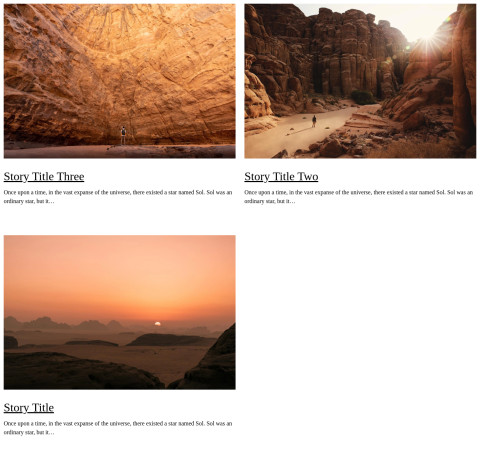 Story Title Three
Once upon a time, in the vast expanse of the universe, there existed a star named Sol. Sol was an
ordinary star, but it…
Story Title Two
Once upon a time, in the vast expanse of the universe, there existed a star named Sol. Sol was an
ordinary star, but it…
Story Title
Once upon a time, in the vast expanse of the universe, there existed a star named Sol. Sol was an
ordinary star, but it…